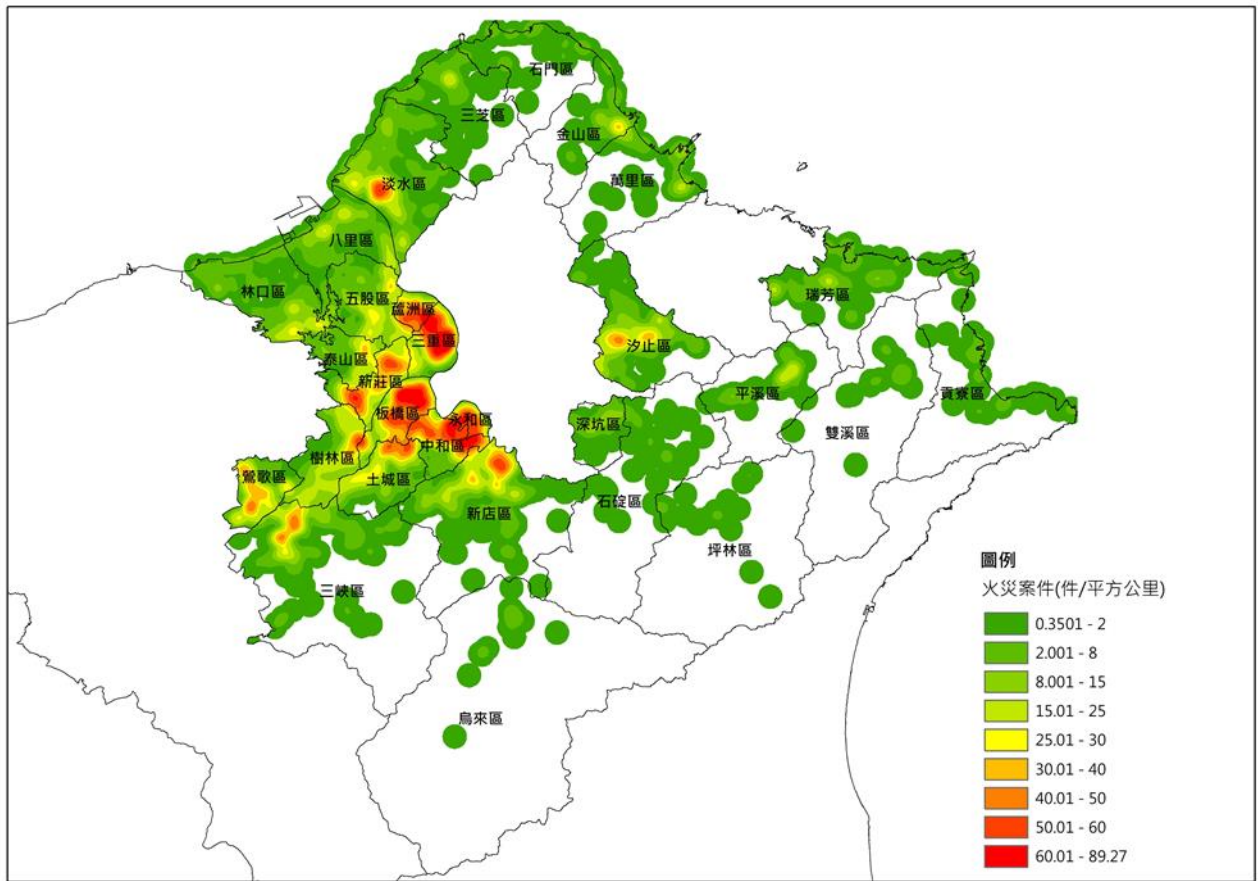 石門區
三芝區
金山區
萬里區
淡水區
八里區
林口區
五股區
蘆洲區
三重區
泰山區
新莊區
板橋區
永和區
中和區
樹林區
土城區
鶯歌區
新店區
三峽區
烏來區
汐止區
瑞芳區
平溪區
雙溪區
貢寮區
深坑區
石碇區
坪林區
圖例
火災案件(件/平方公里)
0.3501 - 2
2.001 - 8
8.001 - 15
15.01 - 25
25.01 - 30
30.01 - 40
40.01 - 50
50.01 - 60
60.01 - 89.27